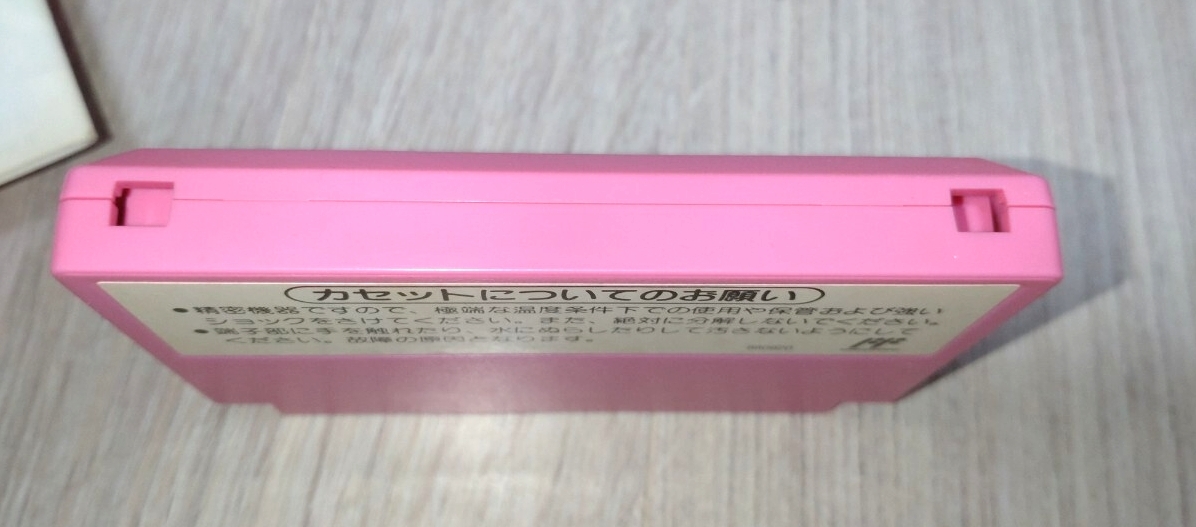 カセットについてのお願い
●精密機器ですので、極端な温度条件下での使用や保管および強い
ショックをさけてください。また、絶対に分解しないでください。
●端子部に手を触れたり、水にぬらしたりして汚さないようにして
ください。故障の原因となります。